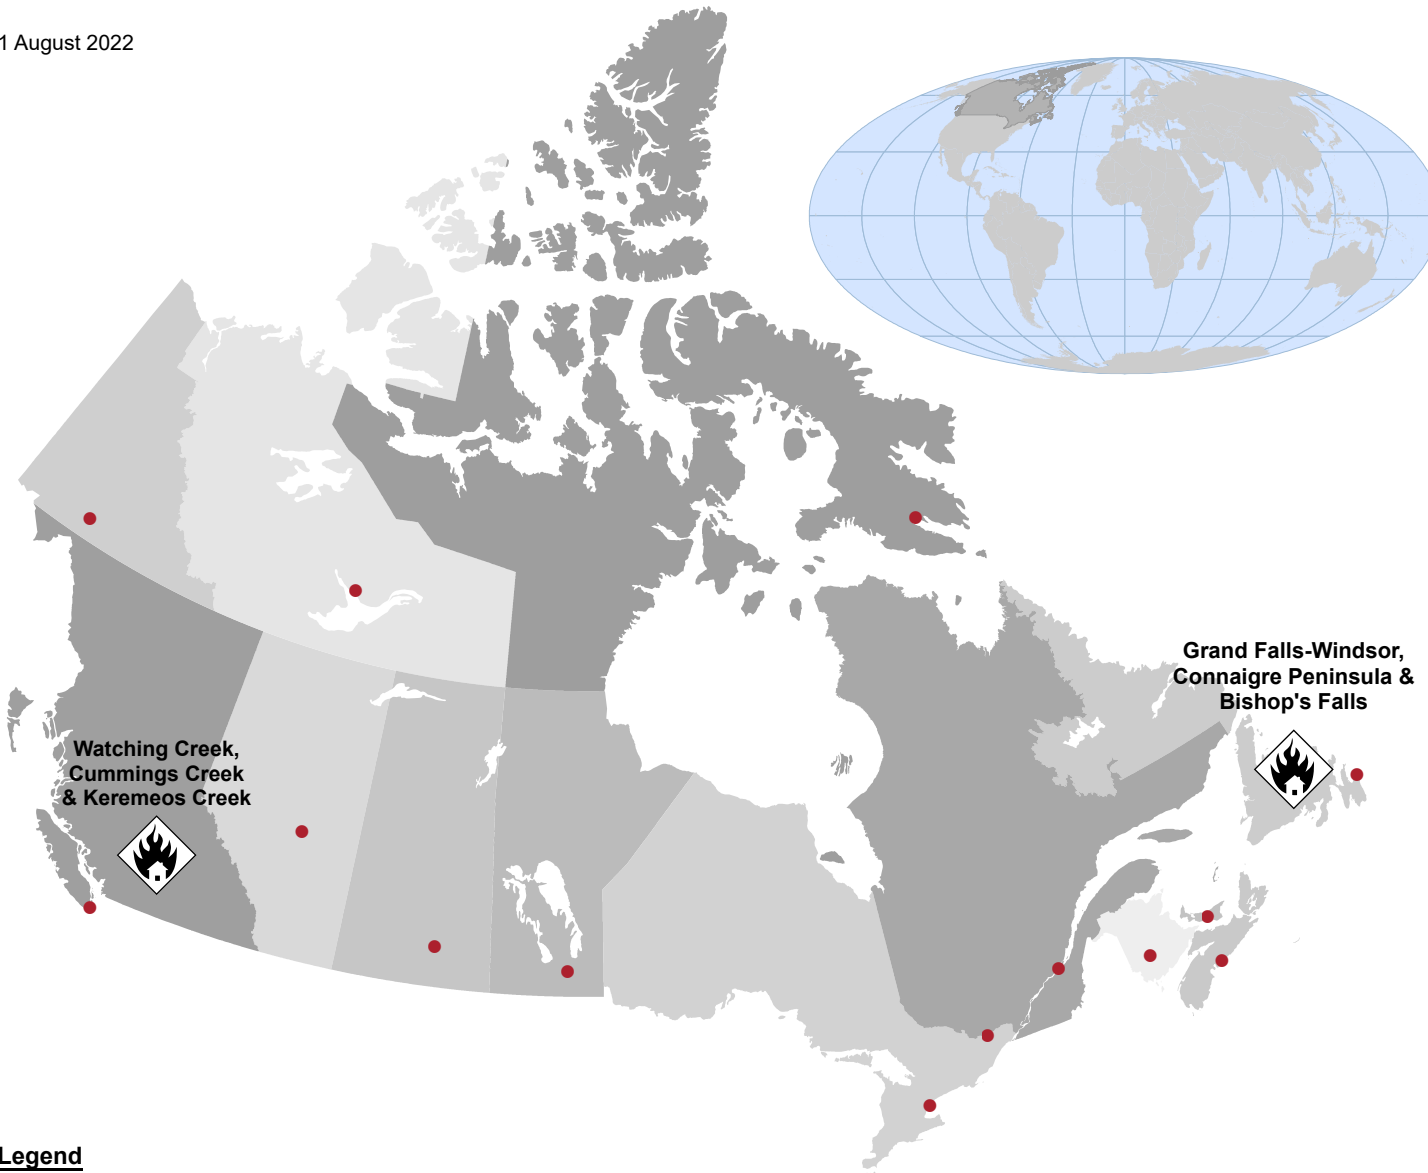 1 August 2022
Grand Falls-Windsor,
Connaigre Peninsula &
Bishop's Falls
Watching Creek,
Cummings Creek
& Keremeos Creek
Legend